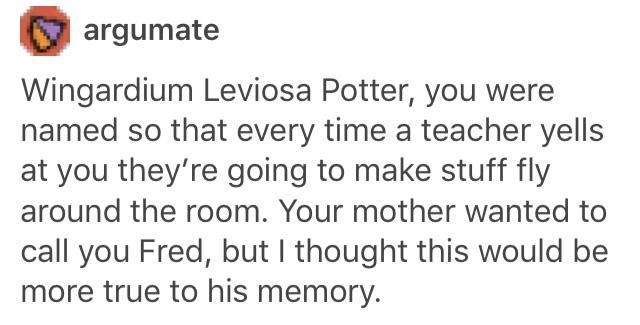 argumate
Wingardium Leviosa Potter, you were
named so that every time a teacher yells
at you they’re going to make stuff fly
around the room. Your mother wanted to
call you Fred, but I thought this would be
more true to his memory.